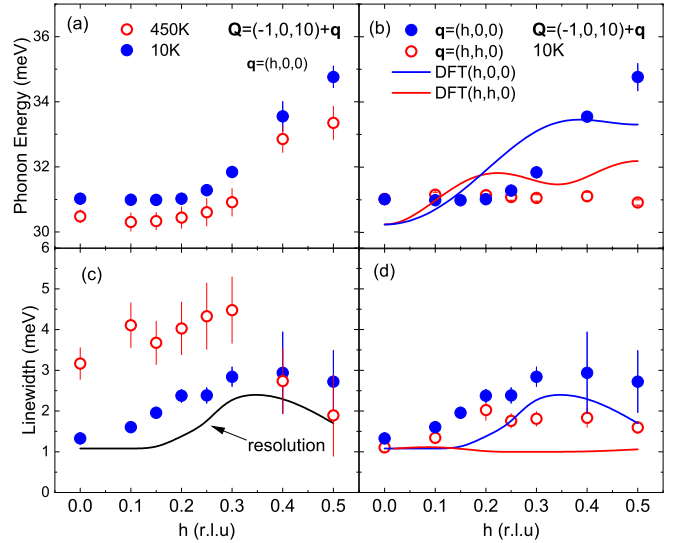 (a)
450K
10K
Q=(-1,0,10)+q
q=(h,0,0)
36
34
32
30
Phonon Energy (meV)
(b)
q=(h,0,0)
q=(h,h,0)
DFT(h,0,0)
DFT(h,h,0)
Q=(-1,0,10)+q
10K
(c)
resolution
6
5
4
3
2
1
0
Linewidth (meV)
0.0 0.1 0.2 0.3 0.4 0.5
h (r.l.u)
(d)
0.0 0.1 0.2 0.3 0.4 0.5
h (r.l.u)